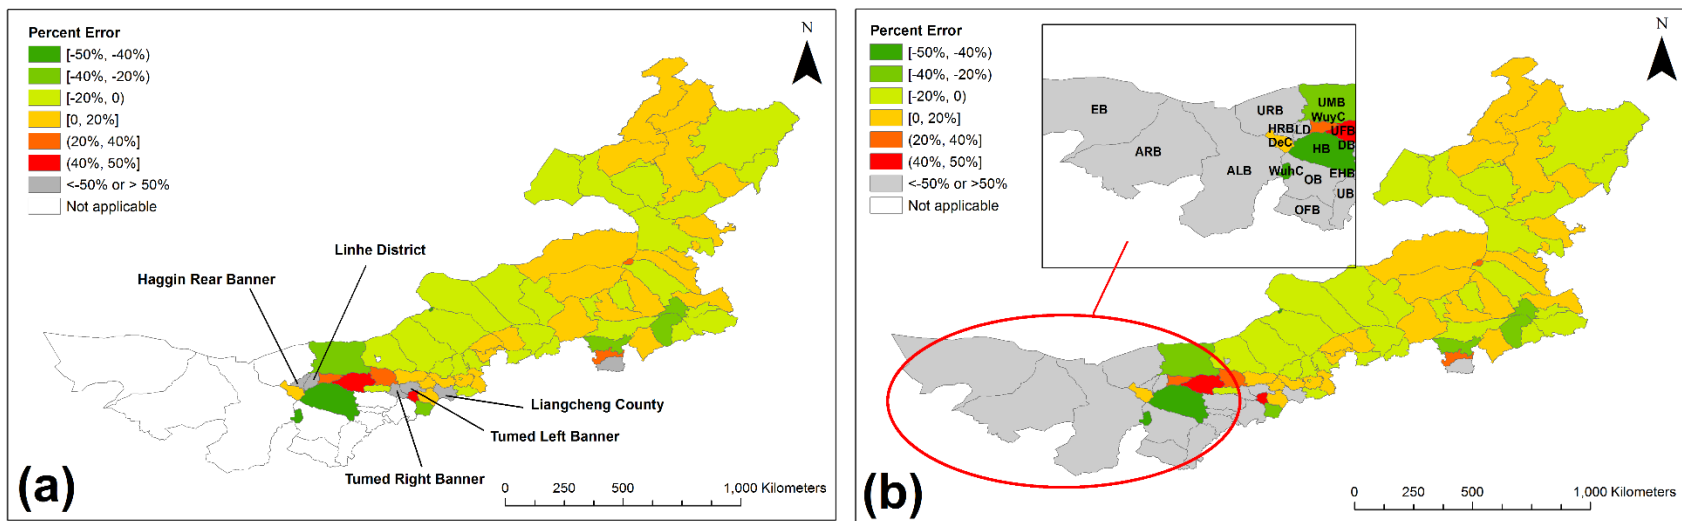 Percent Error
[-50%, -40%)
[-40%, -20%)
[-20%, 0)
[0, 20%]
(20%, 40%]
(40%, 50%]
<-50% or > 50%
Not applicable
N
Linhe District
Haggin Rear Banner
Liangcheng County
Tumed Left Banner
Tumed Right Banner
(a)
0 250 500 1,000 Kilometers
Percent Error
[-50%, -40%)
[-40%, -20%)
[-20%, 0)
[0, 20%]
(20%, 40%]
(40%, 50%]
<-50% or >50%
Not applicable
N
EB
URB
UMB
WuyC
HRB
LD
UFB
DeC
HB
DB
ARB
ALB
WuhC
OB
EHB
UB
OFB
(b)
0 250 500 1,000 Kilometers